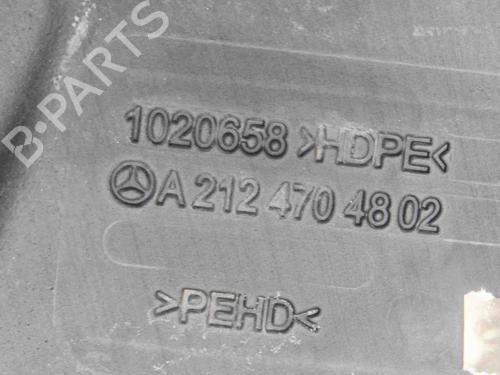 B-PARTS
1020658 >HDPE<
A 212 470 48 02
>PEHD<